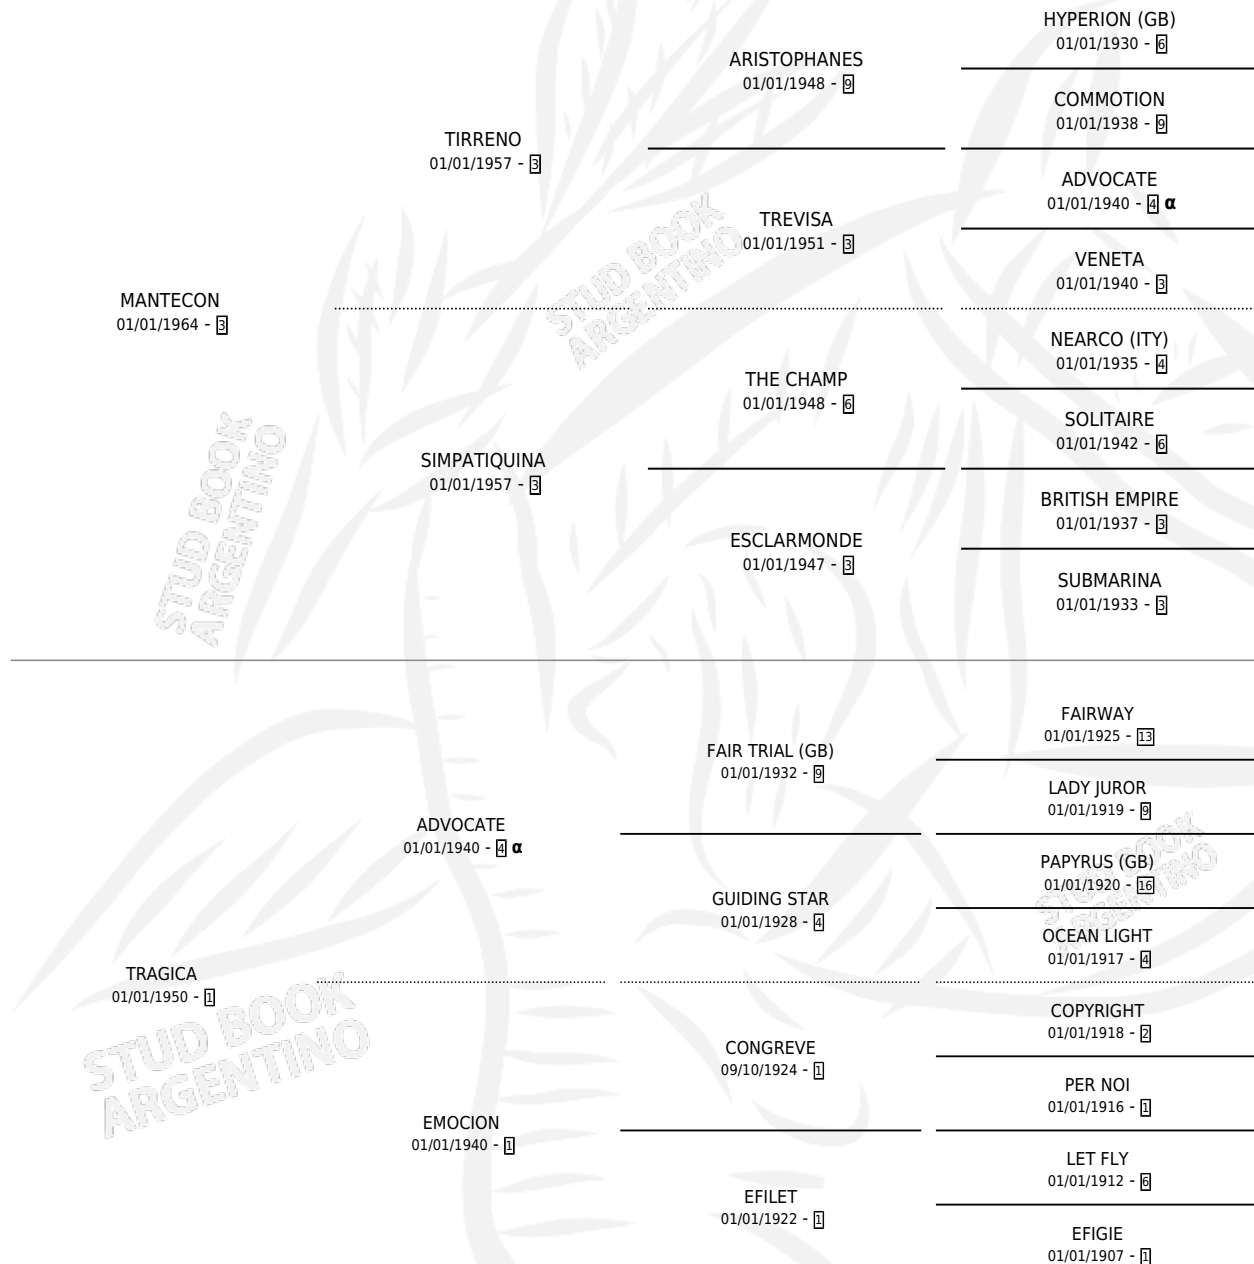 HYPERION (GB)
01/01/1930 - 6
ARISTOPHANES
01/01/1948 - 9
COMMOTION
01/01/1938 - 9
TIRRENO
01/01/1957 - 3
ADVOCATE
01/01/1940 - 4 α
TREVISA
01/01/1951 - 3
VENETA
01/01/1940 - 3
MANTECON
01/01/1964 - 3
NEARCO (ITY)
01/01/1935 - 4
THE CHAMP
01/01/1948 - 6
SOLITAIRE
01/01/1942 - 6
SIMPATIQUINA
01/01/1957 - 3
BRITISH EMPIRE
01/01/1937 - 3
ESCLARMONDE
01/01/1947 - 3
SUBMARINA
01/01/1933 - 3
FAIRWAY
01/01/1925 - 13
FAIR TRIAL (GB)
01/01/1932 - 9
LADY JUROR
01/01/1919 - 9
ADVOCATE
01/01/1940 - 4 α
PAPYRUS (GB)
01/01/1920 - 16
GUIDING STAR
01/01/1928 - 4
OCEAN LIGHT
01/01/1917 - 4
TRAGICA
01/01/1950 - 1
COPYRIGHT
01/01/1918 - 2
CONGREVE
09/10/1924 - 1
PER NOI
01/01/1916 - 1
EMOCION
01/01/1940 - 1
LET FLY
01/01/1912 - 6
EFILET
01/01/1922 - 1
EFIGIE
01/01/1907 - 1
STUD BOOK
ARGENTINO
STUD BOOK
ARGENTINO
STUD BOOK
ARGENTINO
STUD BOOK
ARGENTINO